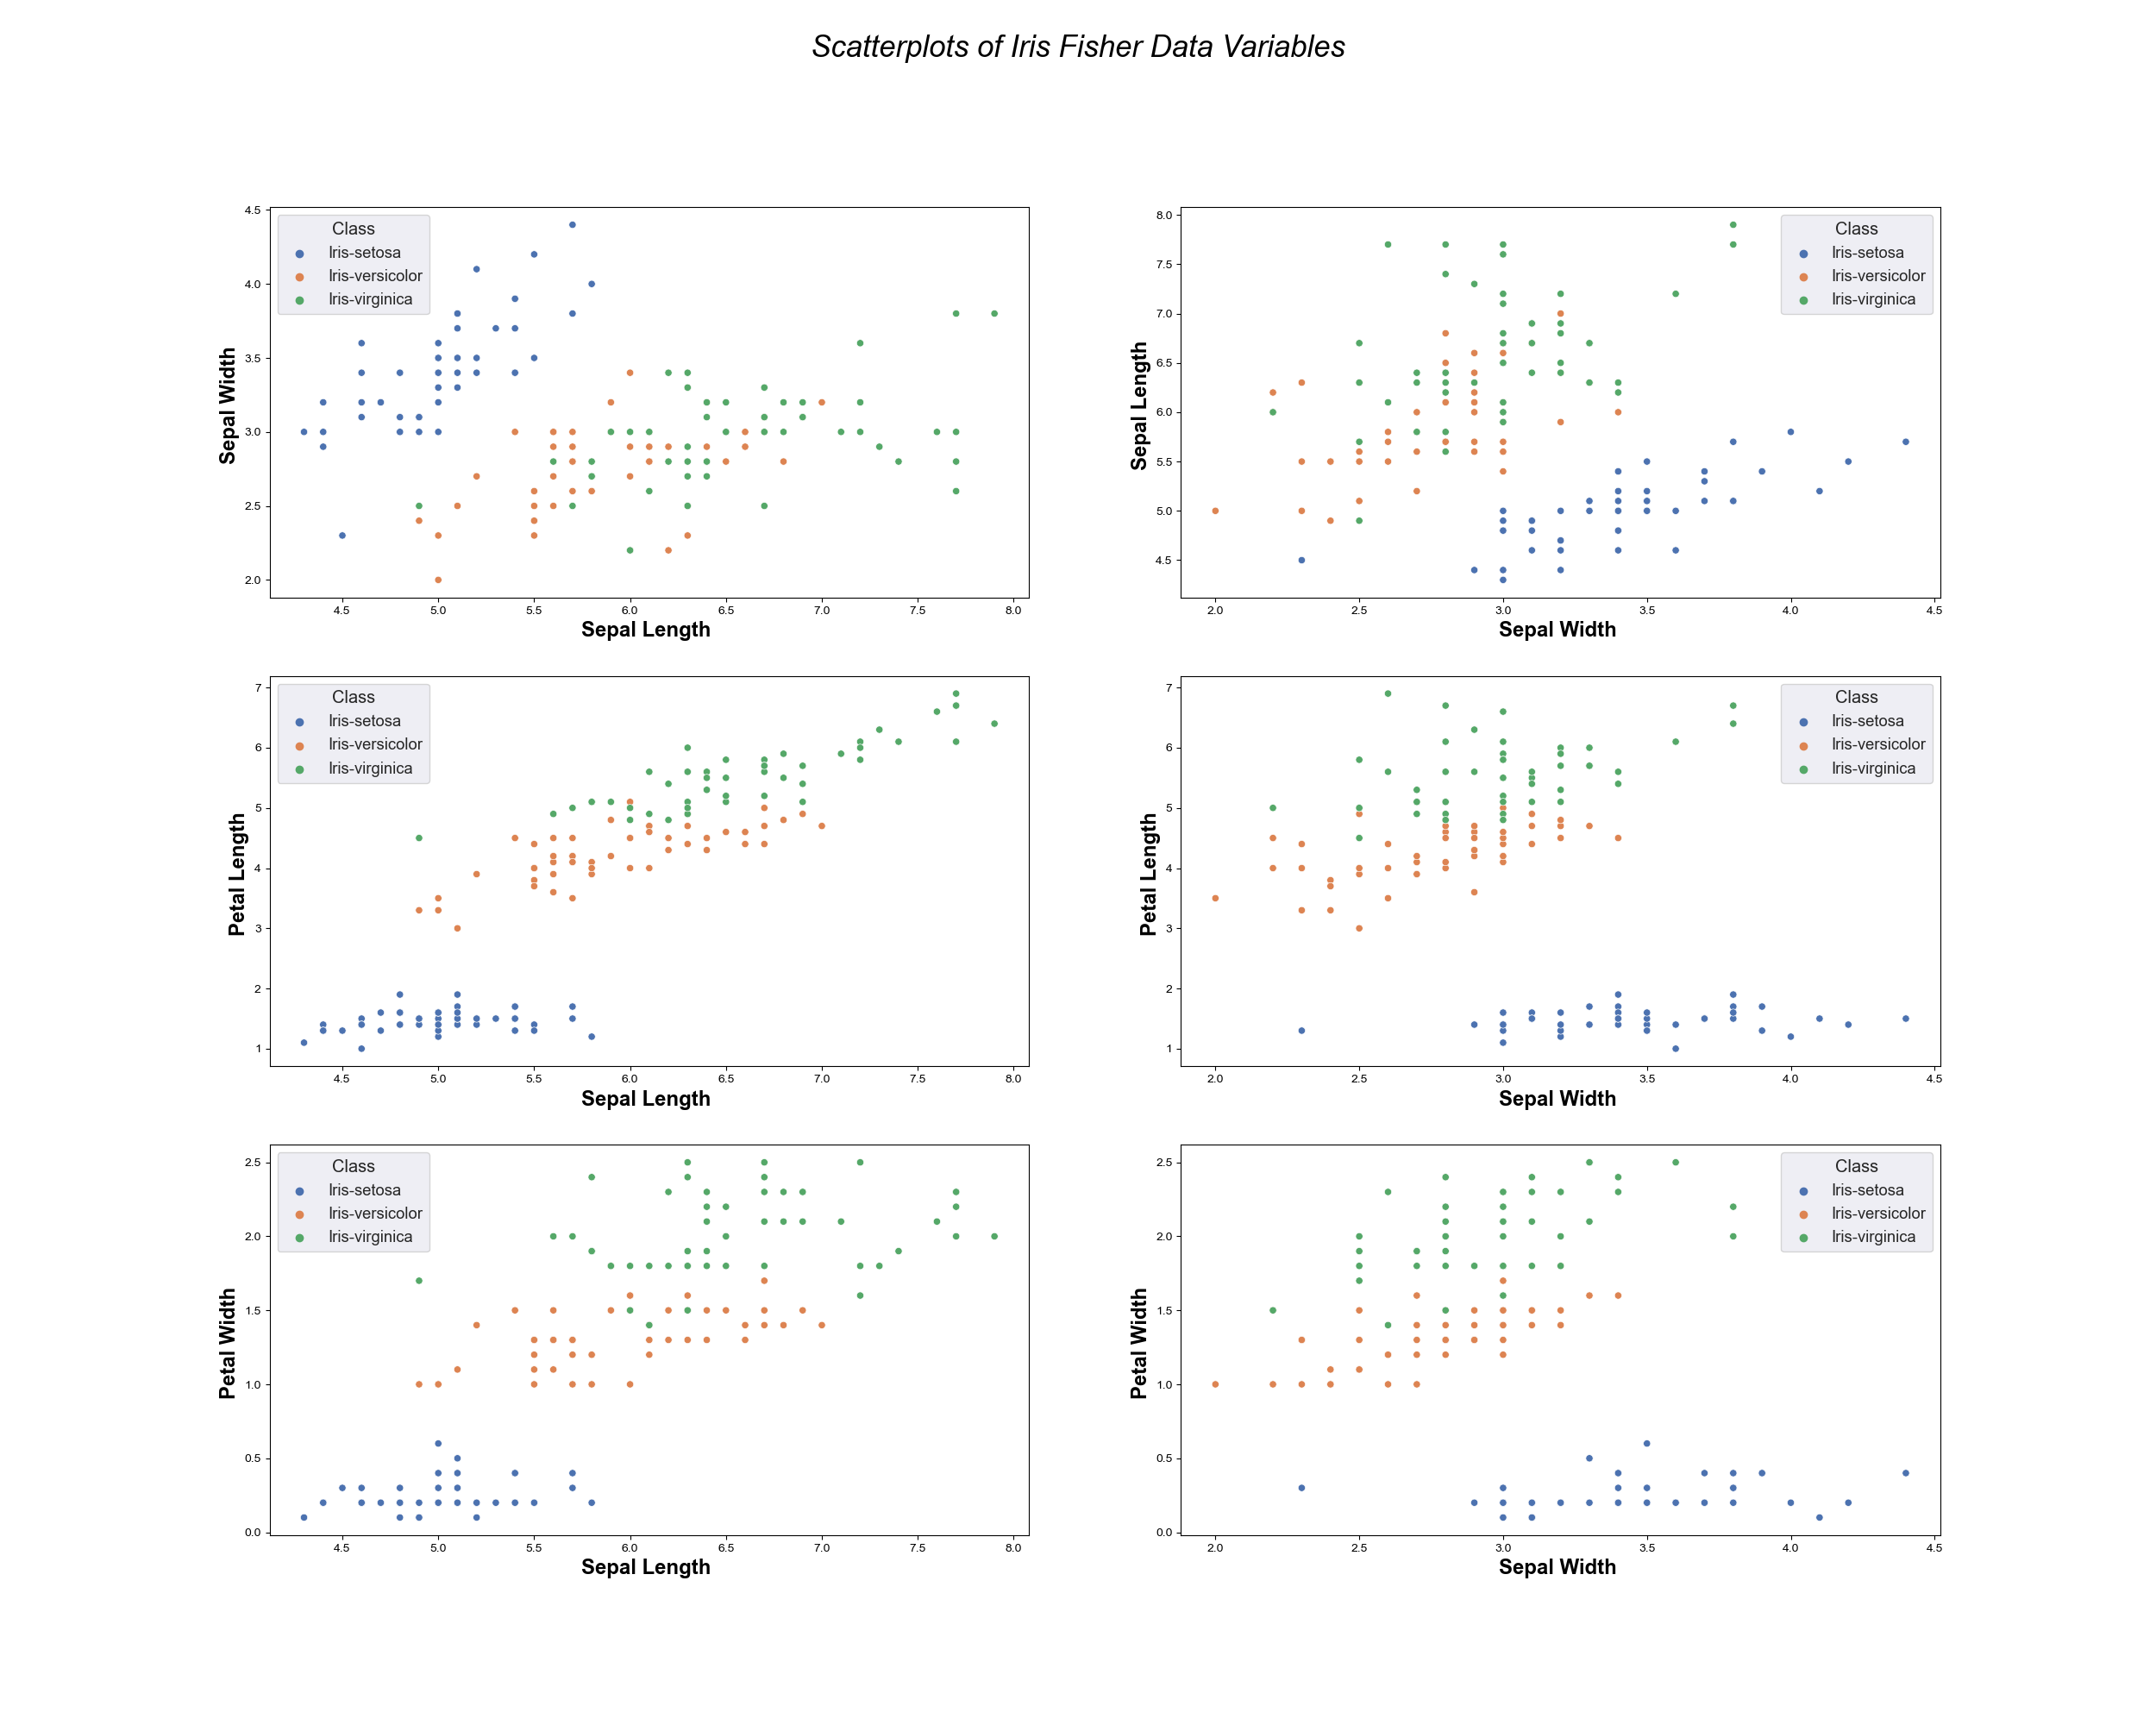 Scatterplots of Iris Fisher Data Variables
4.5
4.0
3.5
3.0
2.5
2.0
Sepal Width
Class
Iris-setosa
Iris-versicolor
Iris-virginica
4.5 5.0 5.5 6.0 6.5 7.0 7.5 8.0
Sepal Length
8.0
7.5
7.0
6.5
6.0
5.5
5.0
4.5
Sepal Length
Class
Iris-setosa
Iris-versicolor
Iris-virginica
2.0 2.5 3.0 3.5 4.0 4.5
Sepal Width
7
6
5
4
3
2
1
Petal Length
Class
Iris-setosa
Iris-versicolor
Iris-virginica
4.5 5.0 5.5 6.0 6.5 7.0 7.5 8.0
Sepal Length
7
6
5
4
3
2
1
Petal Length
Class
Iris-setosa
Iris-versicolor
Iris-virginica
2.0 2.5 3.0 3.5 4.0 4.5
Sepal Width
2.5
2.0
1.5
1.0
0.5
0.0
Petal Width
Class
Iris-setosa
Iris-versicolor
Iris-virginica
4.5 5.0 5.5 6.0 6.5 7.0 7.5 8.0
Sepal Length
2.5
2.0
1.5
1.0
0.5
0.0
Petal Width
Class
Iris-setosa
Iris-versicolor
Iris-virginica
2.0 2.5 3.0 3.5 4.0 4.5
Sepal Width